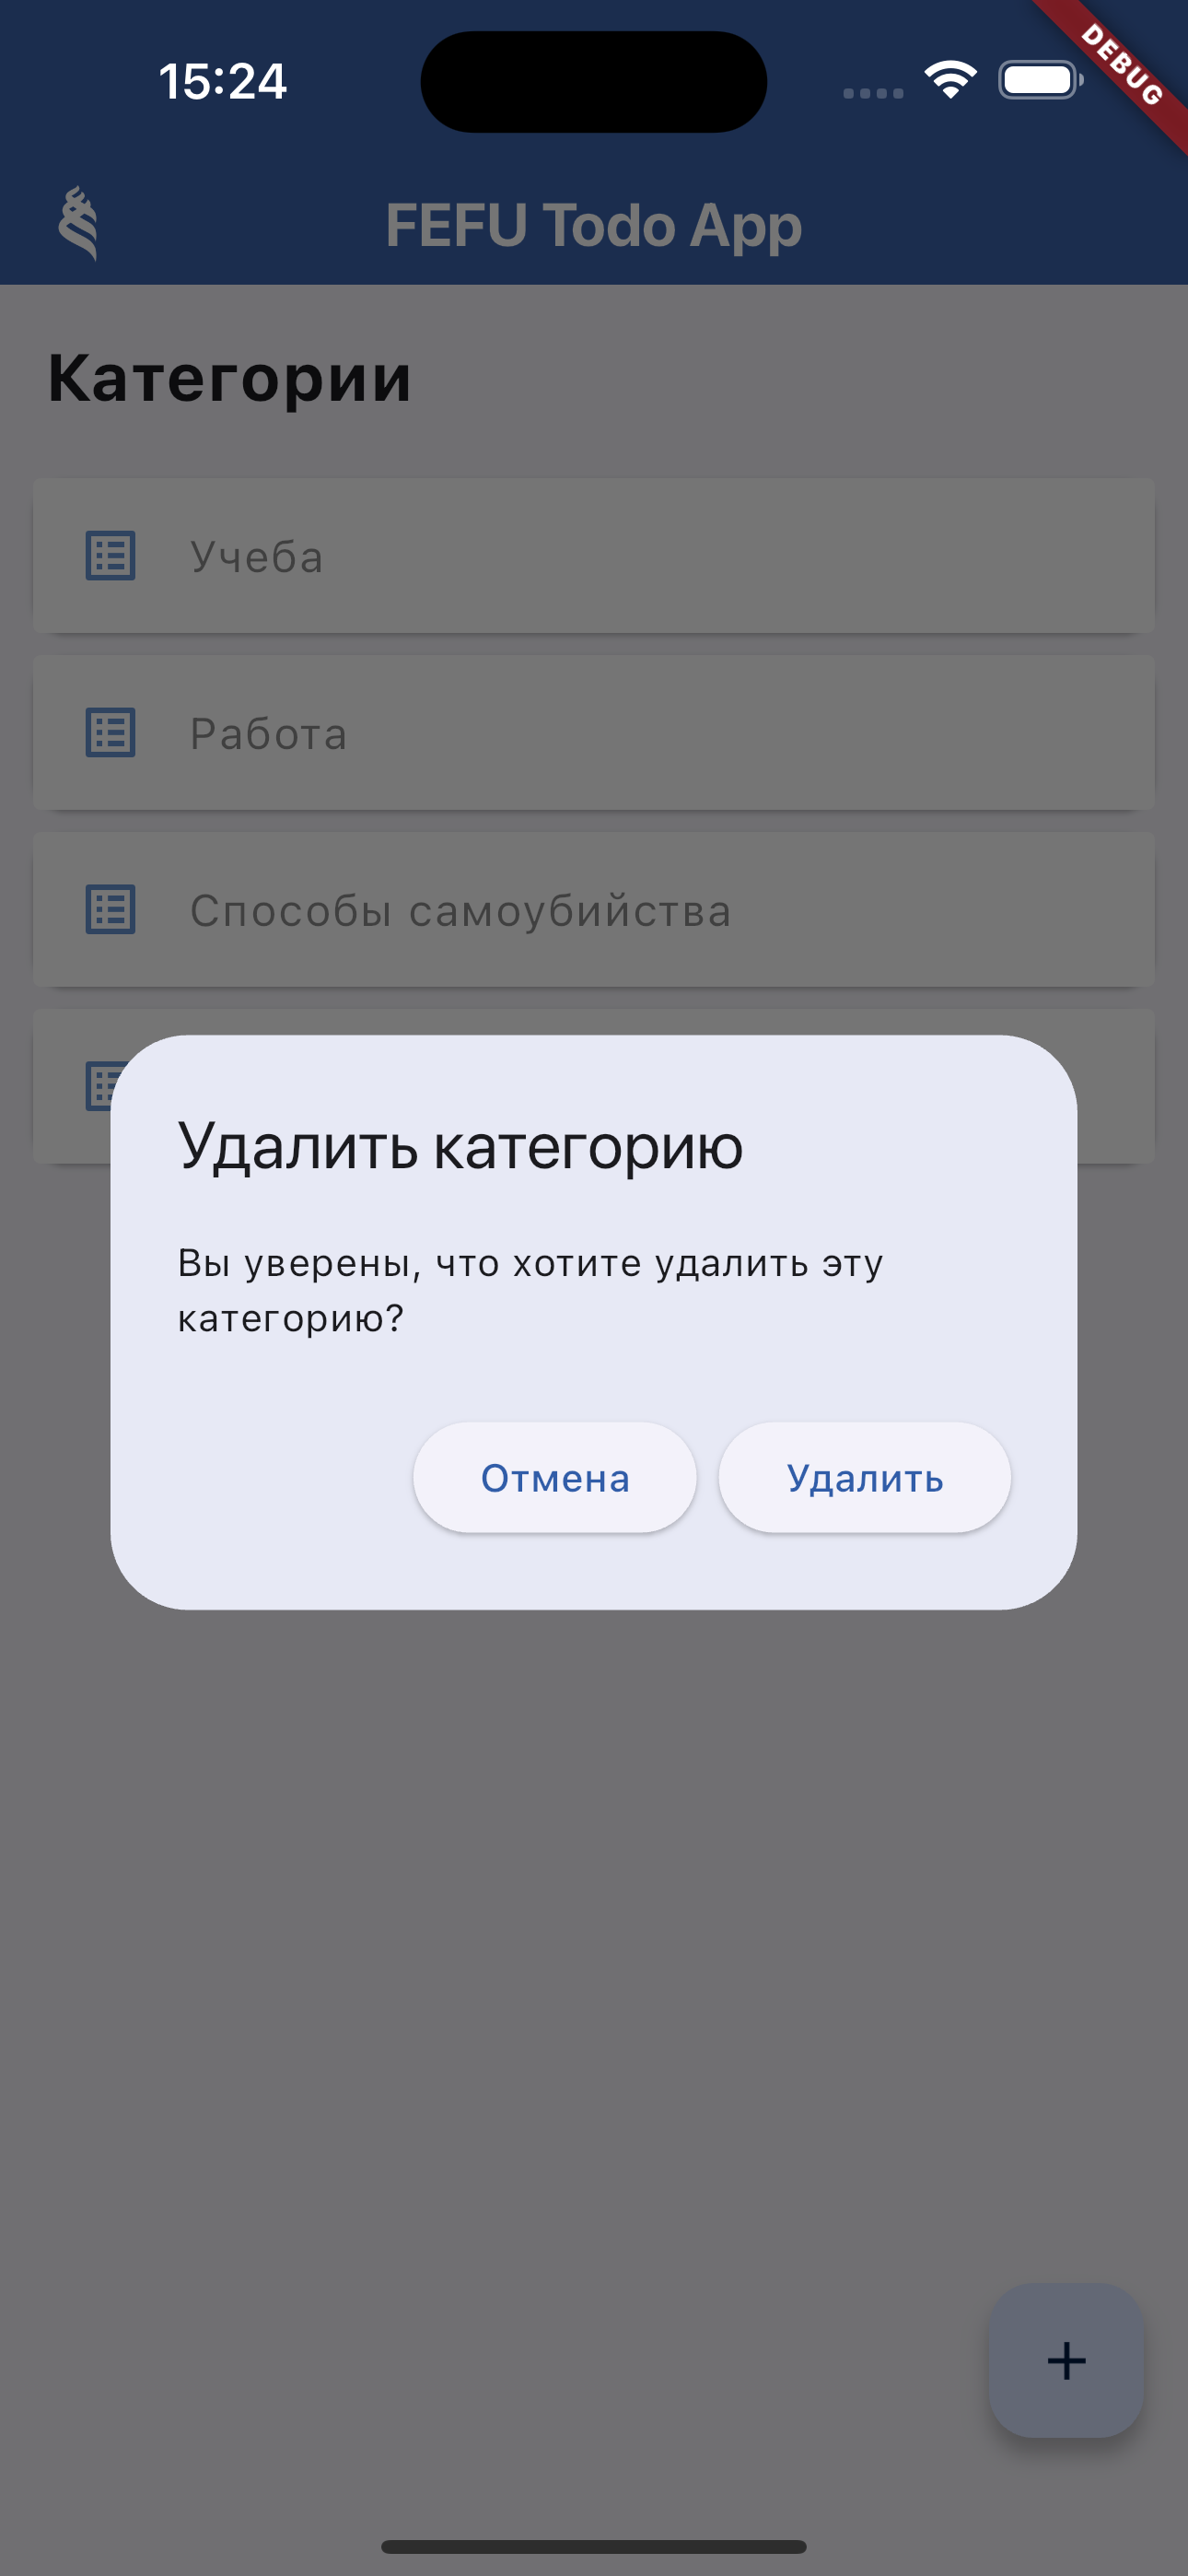 15:24
DEBUG
FEFU Todo App
Категории
Учеба
Работа
Способы самоубийства
Удалить категорию
Вы уверены, что хотите удалить эту
категорию?
Отмена
Удалить